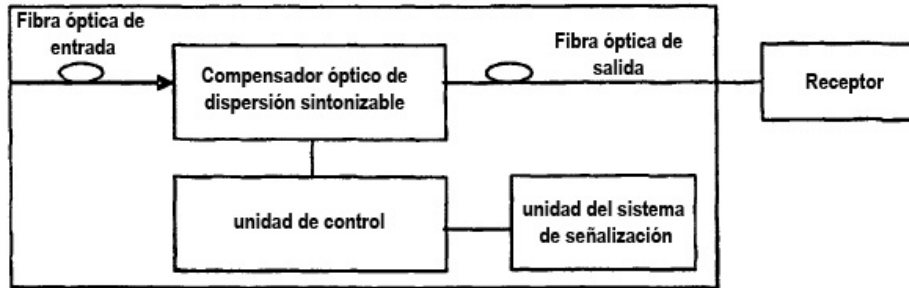 Fibra óptica de
entrada
Compensador óptico de
dispersión sintonizable
Fibra óptica de
salida
Receptor
unidad de control
unidad del sistema
de señalización